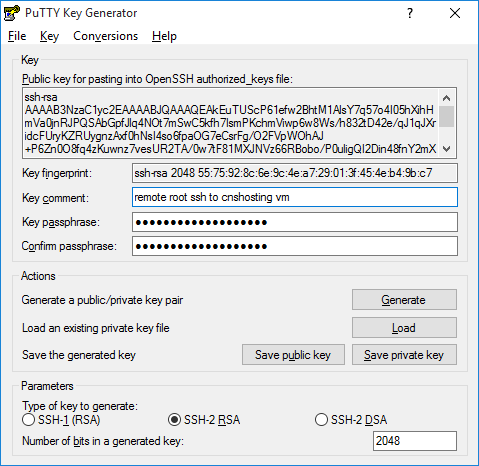 PuTTY Key Generator
File Key Conversions Help
Key
Public key for pasting into OpenSSH authorized_keys file:
ssh-rsa
AAAAB3NzaC1yc2EAAAABJQAAAQEAkEuTUScP61efw2BhtM1AlsY7q57o4I05hXihH
mVa0jnRJPQSAbGpfJlq4NOt7mSwC5kfh7lsmPKchmViwp6w8Ws/h832tD42e/qJ1qJXr
idcFUryKZRUygnzAxf0hNsI4so6fpaOG7eCsrFg/O2FVpWOhAJ
+P6Zn0O8fq4zKuwnz7vesUR2TA/0w7tF81MXJNVz66RBobo/P0uligQI2Din48fnY2mX
Key fingerprint: ssh-rsa 2048 55:75:92:8c:6e:9c:4e:a7:29:01:3f:45:4e:b4:9b:c7
Key comment: remote root ssh to cnshosting vm
Key passphrase:
Confirm passphrase:
Actions
Generate a public/private key pair Generate
Load an existing private key file Load
Save the generated key Save public key Save private key
Parameters
Type of key to generate:
SSH-1 (RSA) SSH-2 RSA SSH-2 DSA
Number of bits in a generated key: 2048